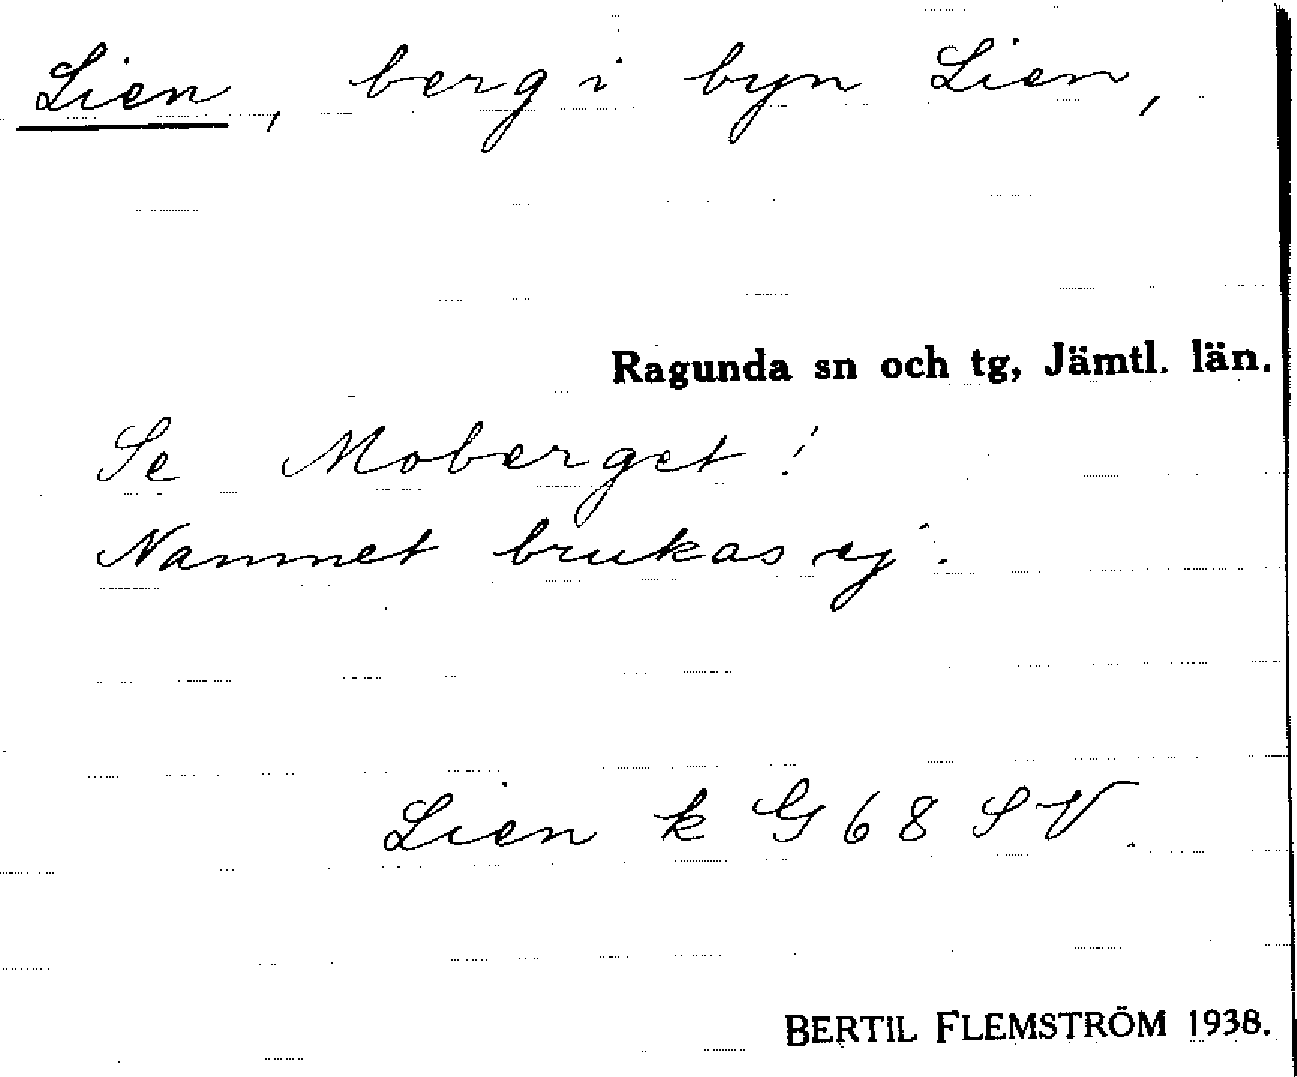 Lien, berg i byn Lien,
Ragunda sn och tg, Jämtl. län.
Se Moberget!
Namnet brukas ej.
Lien k G 68 SV.
BERTIL FLEMSTRÖM 1938.